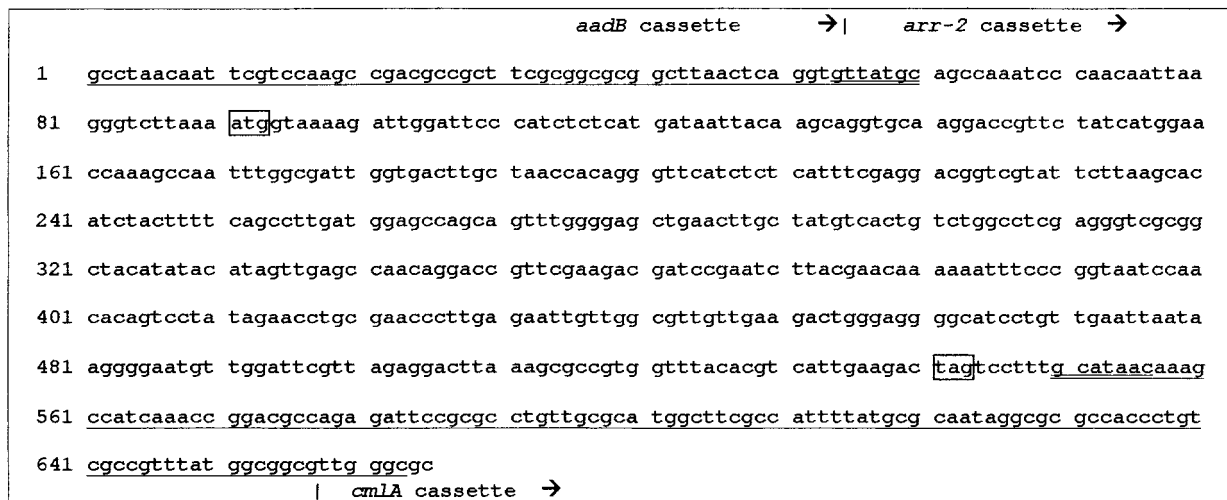 aadB cassette →| arr-2 cassette →
1 gcctaacaat tcgtccaagc cgacgccgct tcgcggcgcg gcttaactca ggtgttatgc agccaaatcc caacaattaa
81 gggtcttaaa atggtaaaag attggattcc catctctcat gataattaca agcaggtgca aggaccgttc tatcatggaa
161 ccaaagccaa tttggcgatt ggtgacttgc taaccacagg gttcatctct catttcgagg acggtcgtat tcttaagcac
241 atctactttt cagccttgat ggagccagca gtttggggag ctgaacttgc tatgtcactg tctggcctcg agggtcgcgg
321 ctacatatac atagttgagc caacaggacc gttcgaagac gatccgaatc ttacgaacaa aaaatttccc ggtaatccaa
401 cacagtccta tagaacctgc gaacccttga gaattgttgg cgttgttgaa gactgggagg ggcatcctgt tgaattaata
481 aggggaatgt tggattcgtt agaggactta aagcgccgtg ggtttacacgt cattgaagac tagtcctttg cataacaaag
561 ccatcaaacc ggacgccaga gattccgcgc ctgttgcgca tggcttcgcc attttatgcg caataggcgc gccaccctgt
641 cgccgtttat ggcggcgttg ggcgc
| cmlA cassette →